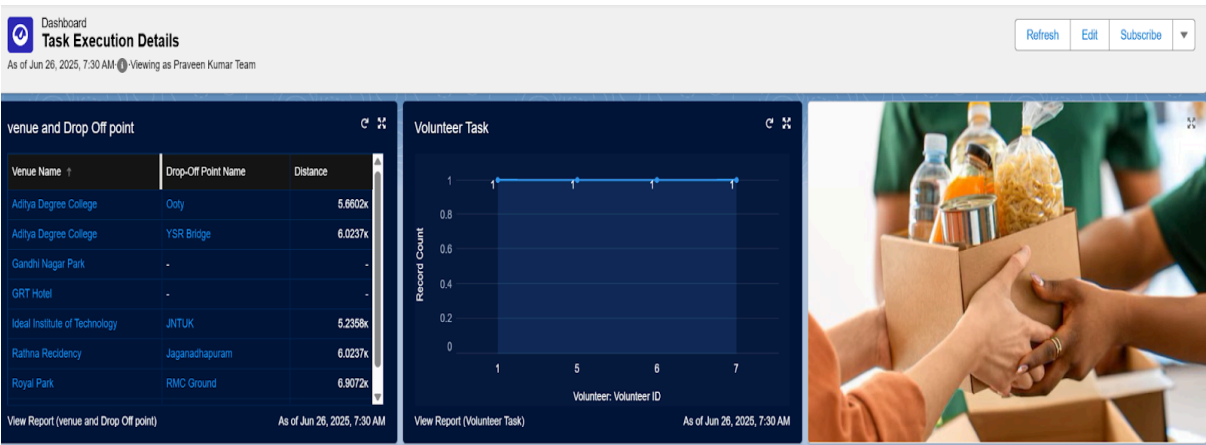 Dashboard
Task Execution Details
As of Jun 26, 2025, 7:30 AM·Viewing as Praveen Kumar Team
Refresh Edit Subscribe
venue and Drop Off point
Venue Name ↑ Drop-Off Point Name Distance
Aditya Degree College Ooty 5.6602K
Aditya Degree College YSR Bridge 6.0237K
Gandhi Nagar Park - -
GRT Hotel - -
Ideal Institute of Technology JNTUK 5.2358K
Rathna Recidency Jaganadhapuram 6.0237K
Royal Park RMC Ground 6.9072K
View Report (venue and Drop Off point) As of Jun 26, 2025, 7:30 AM
Volunteer Task
Record Count
1
0.8
0.6
0.4
0.2
0
1 1 1 1
1 5 6 7
Volunteer: Volunteer ID
View Report (Volunteer Task) As of Jun 26, 2025, 7:30 AM